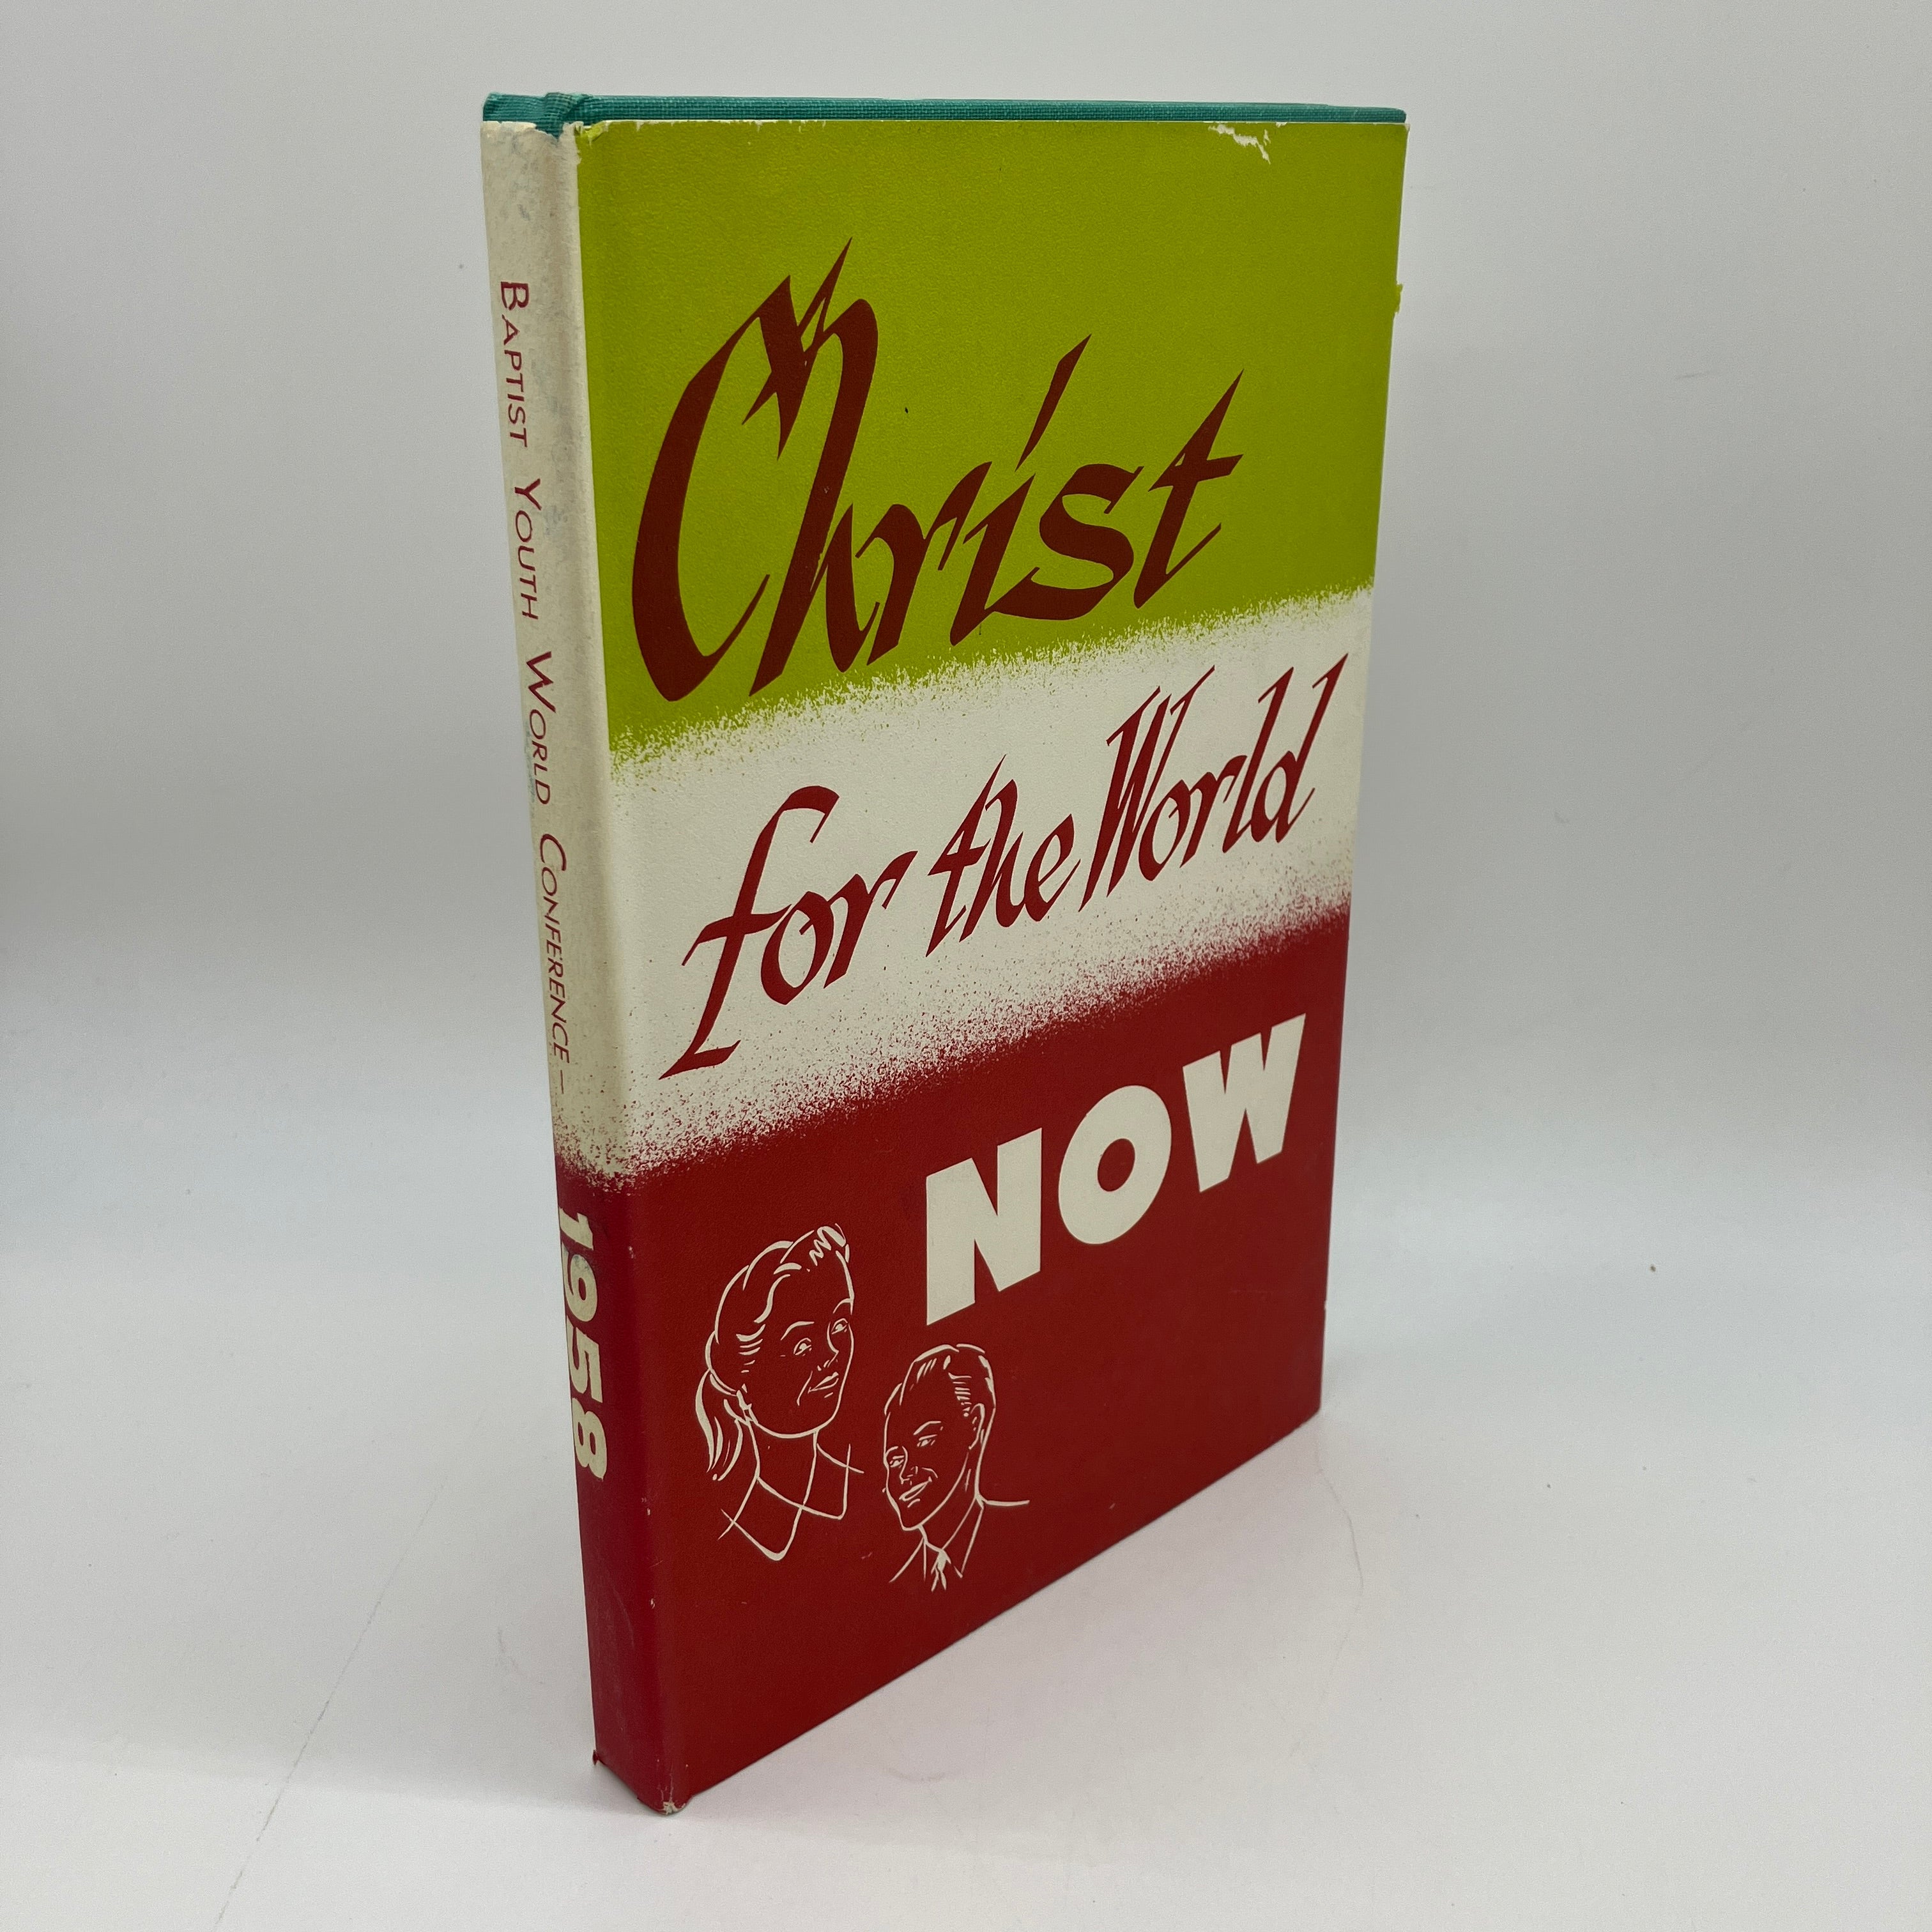 Christ
for the World
NOW
BAPTIST YOUTH WORLD CONFERENCE — 1958